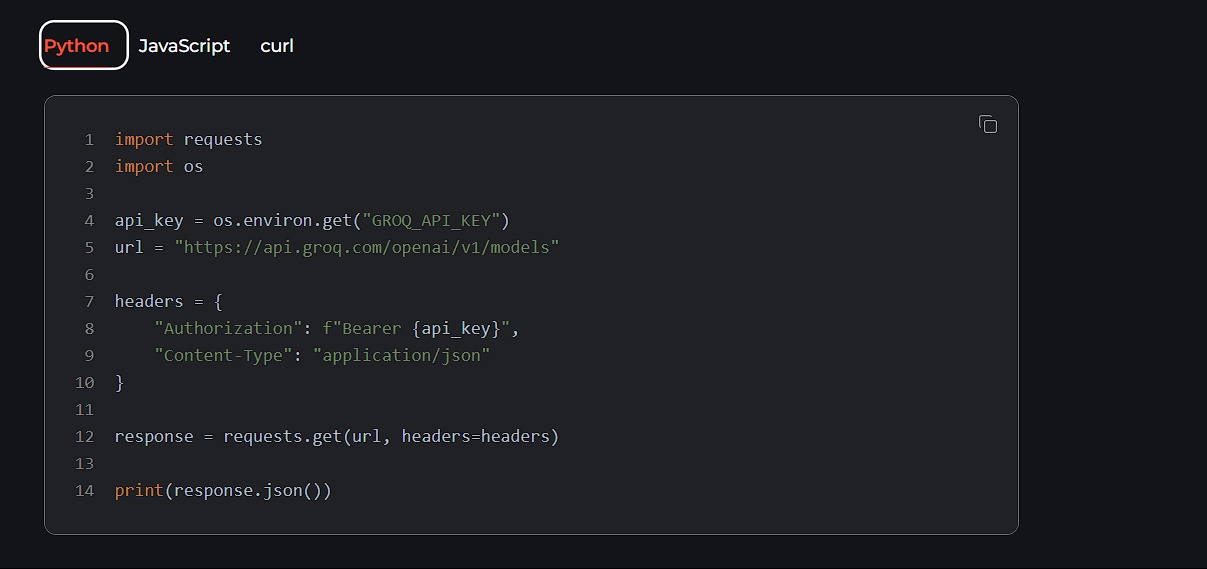 Python JavaScript curl
1 import requests
2 import os
3
4 api_key = os.environ.get("GROQ_API_KEY")
5 url = "https://api.groq.com/openai/v1/models"
6
7 headers = {
8     "Authorization": f"Bearer {api_key}",
9     "Content-Type": "application/json"
10 }
11
12 response = requests.get(url, headers=headers)
13
14 print(response.json())